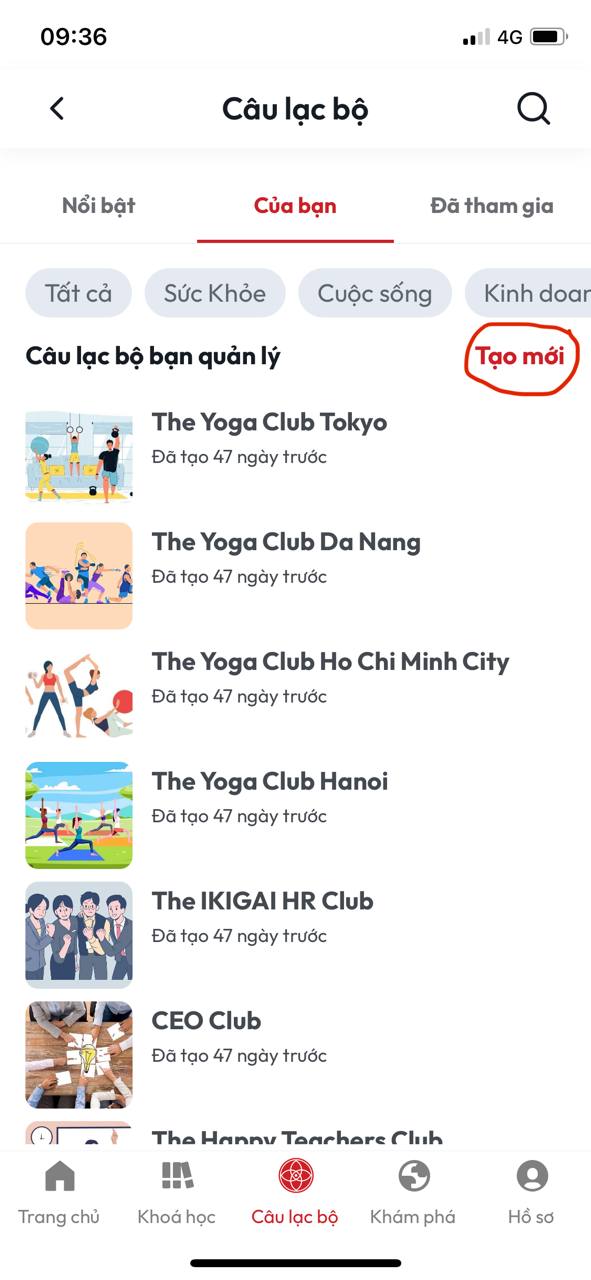 09:36
4G
Câu lạc bộ
Nổi bật
Của bạn
Đã tham gia
Tất cả
Sức Khỏe
Cuộc sống
Kinh doan
Câu lạc bộ bạn quản lý
Tạo mới
The Yoga Club Tokyo
Đã tạo 47 ngày trước
The Yoga Club Da Nang
Đã tạo 47 ngày trước
The Yoga Club Ho Chi Minh City
Đã tạo 47 ngày trước
The Yoga Club Hanoi
Đã tạo 47 ngày trước
The IKIGAI HR Club
Đã tạo 47 ngày trước
CEO Club
Đã tạo 47 ngày trước
The Happy Teachers Club
Trang chủ
Khoá học
Câu lạc bộ
Khám phá
Hồ sơ